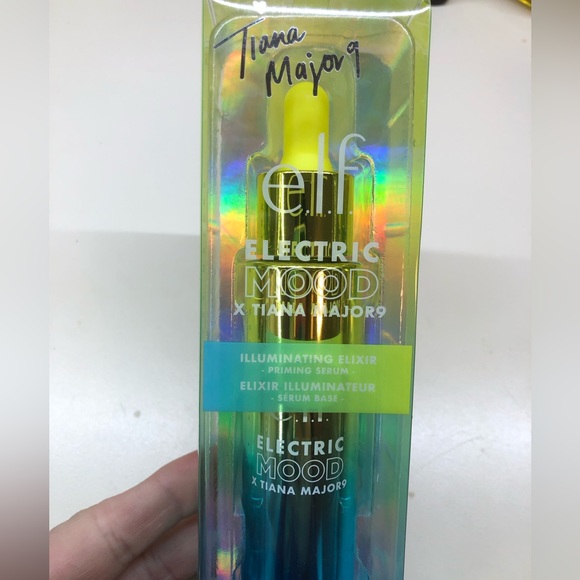 Tiana
Major9
e.l.f.
ELECTRIC
MOOD
X TIANA MAJOR9
ILLUMINATING ELIXIR
- PRIMING SERUM -
ELIXIR ILLUMINATEUR
- SÉRUM BASE -
e.l.f.
ELECTRIC
MOOD
X TIANA MAJOR9